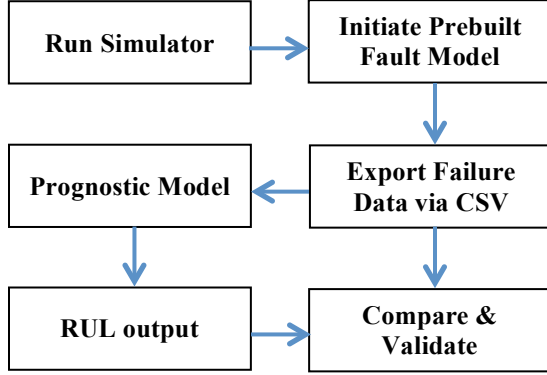 Run Simulator
Initiate Prebuilt
Fault Model
Prognostic Model
Export Failure
Data via CSV
RUL output
Compare &
Validate